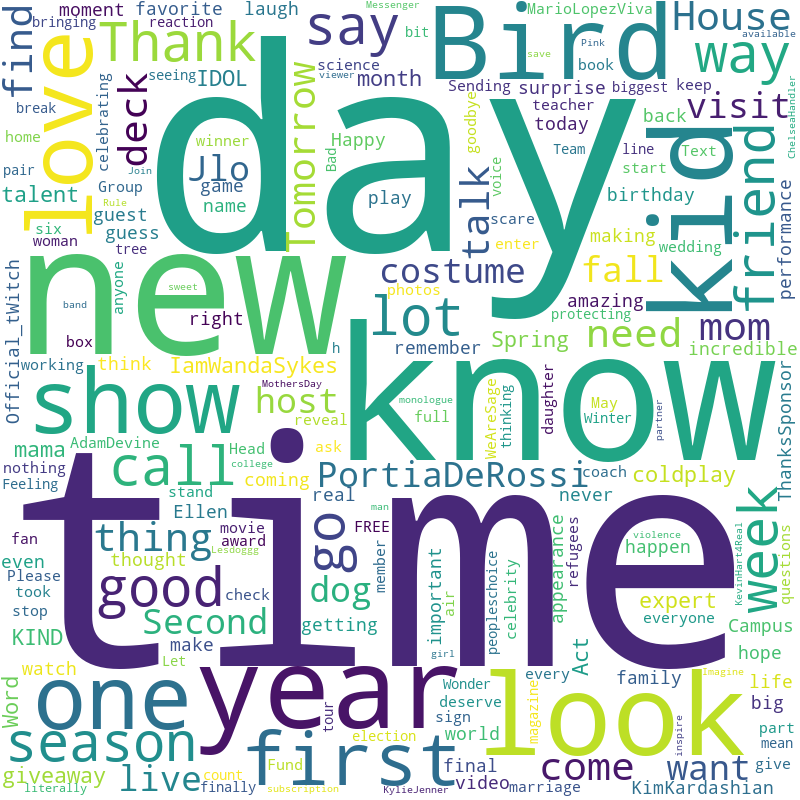 Messenger
bringing
moment
favorite
laugh
say
Bird
MarioLopezViva
House
available
find
love
Thank
reaction
seeing
IDOL
science
viewer
month
bit
Pink
save
book
way
Sending
surprise
biggest
keep
ChelseaHandler
break
deck
celebrating
Tomorrow
day
teacher
goodbye
today
back
visit
home
winner
Happy
Bad
Team
line
Text
kid
friend
pair
Join
Jlo
game
play
talk
voice
start
talent
Rule
Group
name
scare
birthday
six
guest
guess
woman
tree
enter
making
wedding
performance
new
anyone
sweet
costume
fall
photos
amazing
protecting
Official_tWitch
band
box
right
lot
Spring
need
mom
working
think
IamWandaSykes
h
remember
incredible
show
host
MothersDay
monologue
know
WeAreSage
thinking
daughter
May
Winter
partner
ThanksSponsor
reveal
full
mama
AdamDevine
Head
ask
nothing
call
college
coming
PortiaDeRossi
coach
coldplay
Feeling
stand
real
never
week
time
Ellen
man
fan
thing
movie
award
Lesdoggg
go
FREE
violence
KevinHart4Real
questions
even
thought
member
important
air
peopleschoice
celebrity
appearance
refugees
happen
Please
took
good
check
dog
expert
stop
Second
getting
everyone
KIND
make
girl
Act
Campus
watch
Let
hope
Word
one
year
look
tour
Wonder
every
family
Imagine
life
deserve
magazine
big
season
first
election
sign
world
inspire
part
Fund
final
mean
giveaway
live
count
come
want
give
literally
finally
subscription
KylieJenner
video
marriage
KimKardashian